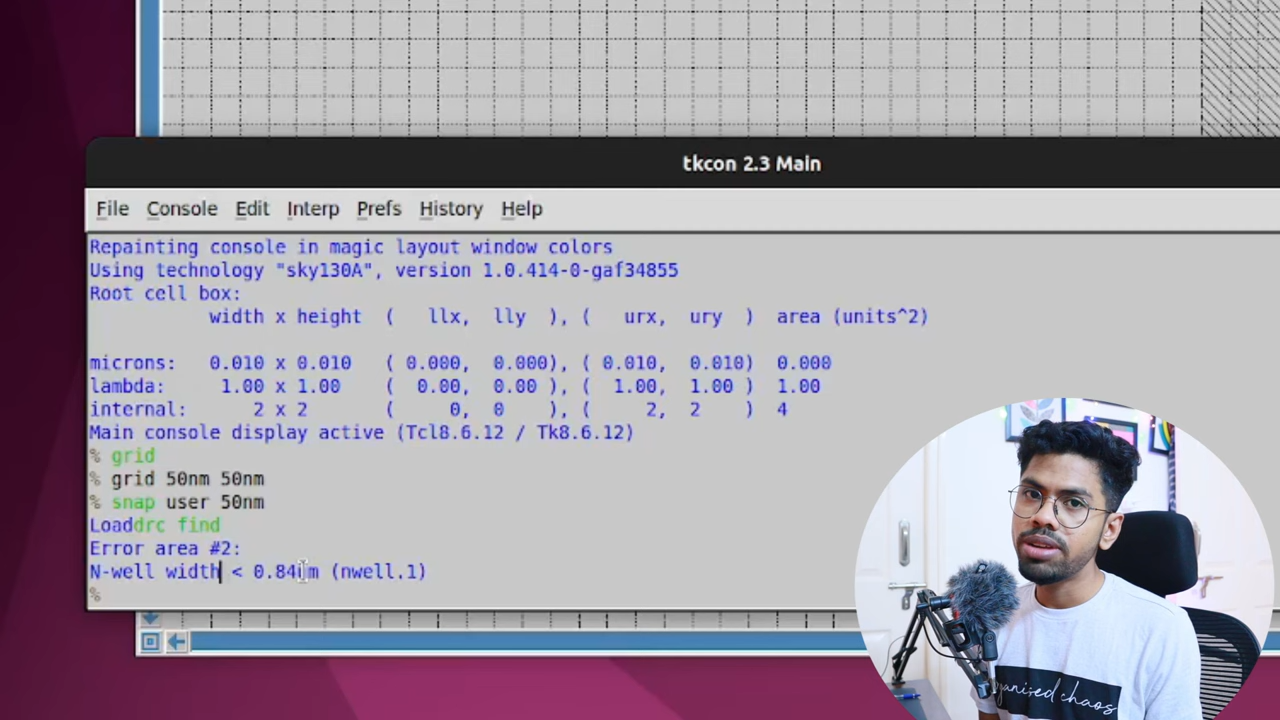 tkcon 2.3 Main
File Console Edit Interp Prefs History Help
Repainting console in magic layout window colors
Using technology "sky130A", version 1.0.414-0-gaf34855
Root cell box:
width x height ( llx, lly ), ( urx, ury ) area (units^2)
microns: 0.010 x 0.010 ( 0.000, 0.000), ( 0.010, 0.010) 0.000
lambda: 1.00 x 1.00 ( 0.00, 0.00 ), ( 1.00, 1.00 ) 1.00
internal: 2 x 2 ( 0, 0 ), ( 2, 2 ) 4
Main console display active (Tcl8.6.12 / Tk8.6.12)
% grid
% grid 50nm 50nm
% snap user 50nm
Loaddrc find
Error area #2:
N-well width < 0.84um (nwell.1)
%
organised chaos